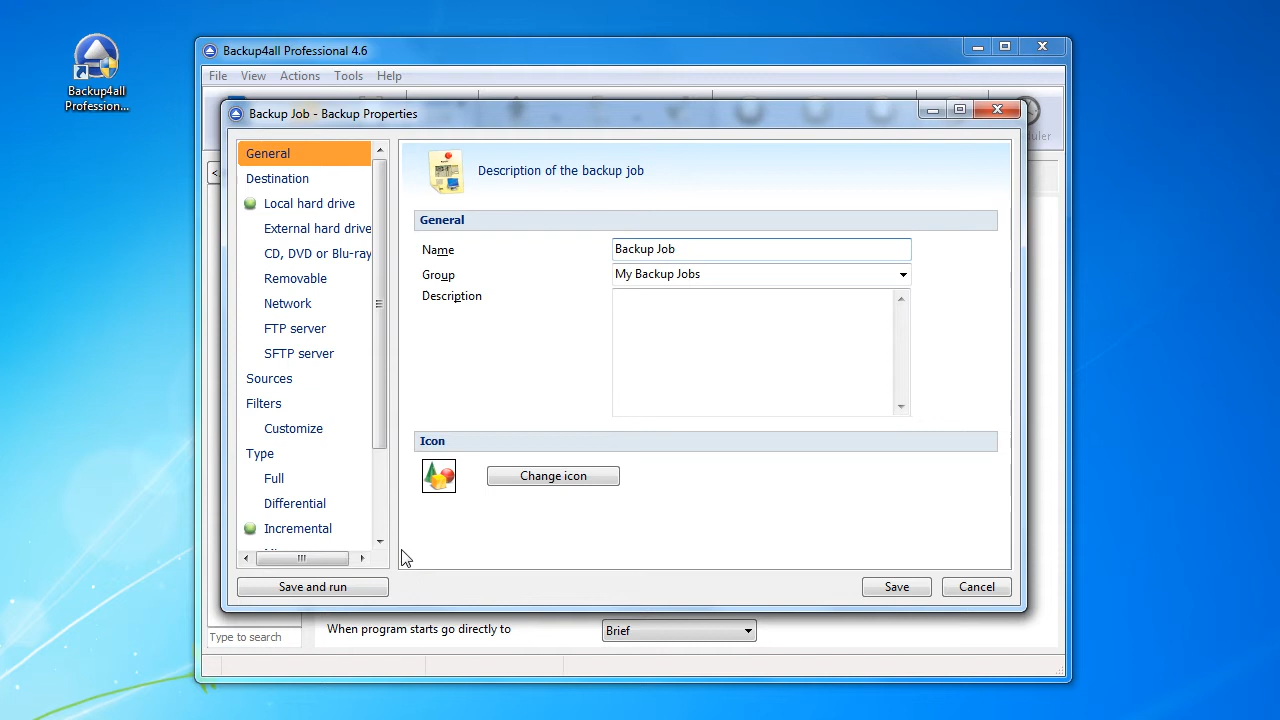 Backup4all
Profession...
Backup4all Professional 4.6
File View Actions Tools Help
Backup Job - Backup Properties
General
Destination
Local hard drive
External hard drive
CD, DVD or Blu-ray
Removable
Network
FTP server
SFTP server
Sources
Filters
Customize
Type
Full
Differential
Incremental
Description of the backup job
General
Name Backup Job
Group My Backup Jobs
Description
Icon
Change icon
Save and run Save Cancel
Type to search
When program starts go directly to Brief